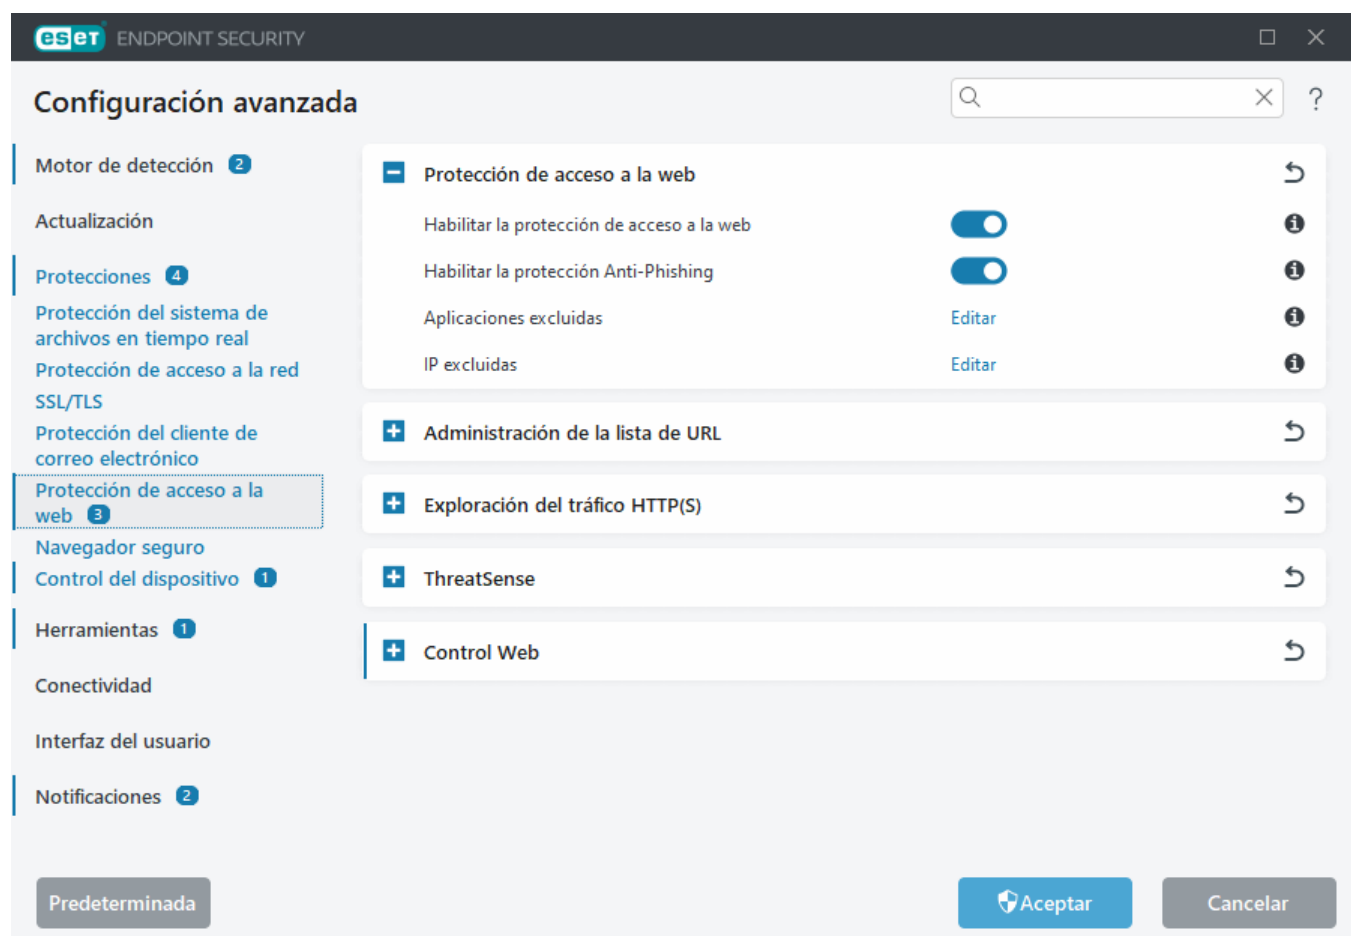 eset ENDPOINT SECURITY
Configuración avanzada
?
Motor de detección 2
Actualización
Protecciones 4
Protección del sistema de
archivos en tiempo real
Protección de acceso a la red
SSL/TLS
Protección del cliente de
correo electrónico
Protección de acceso a la
web 3
Navegador seguro
Control del dispositivo 1
Herramientas 1
Conectividad
Interfaz del usuario
Notificaciones 2
Protección de acceso a la web
Habilitar la protección de acceso a la web
Habilitar la protección Anti-Phishing
Aplicaciones excluidas Editar
IP excluidas Editar
Administración de la lista de URL
Exploración del tráfico HTTP(S)
ThreatSense
Control Web
Predeterminada
Aceptar
Cancelar